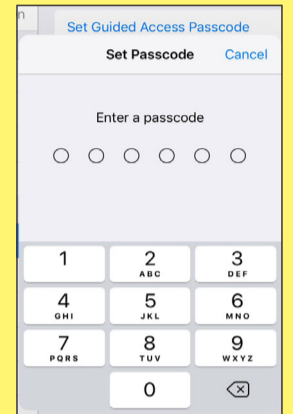 n
Set Guided Access Passcode
Set Passcode Cancel
Enter a passcode
1 2 3
ABC DEF
4 5 6
GHI JKL MNO
7 8 9
PQRS TUV WXYZ
0